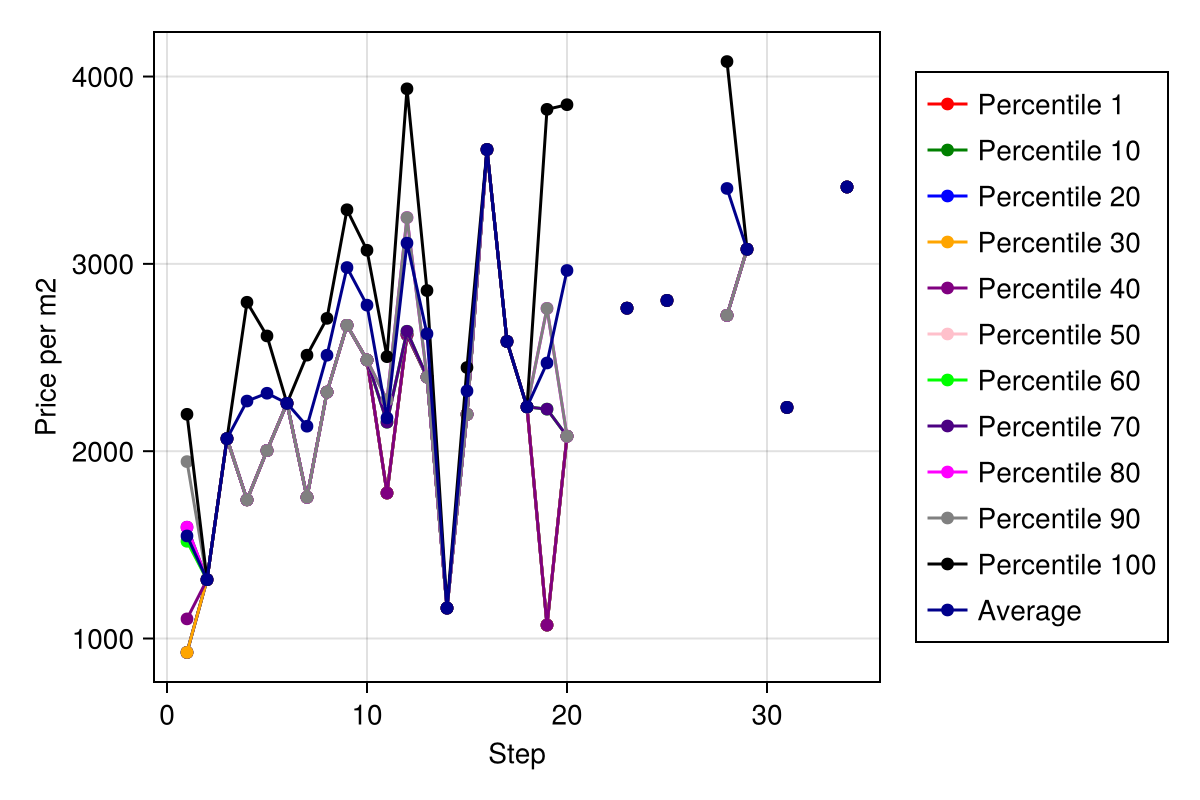 4000
3000
2000
1000
Price per m2
0 10 20 30
Step
Percentile 1
Percentile 10
Percentile 20
Percentile 30
Percentile 40
Percentile 50
Percentile 60
Percentile 70
Percentile 80
Percentile 90
Percentile 100
Average